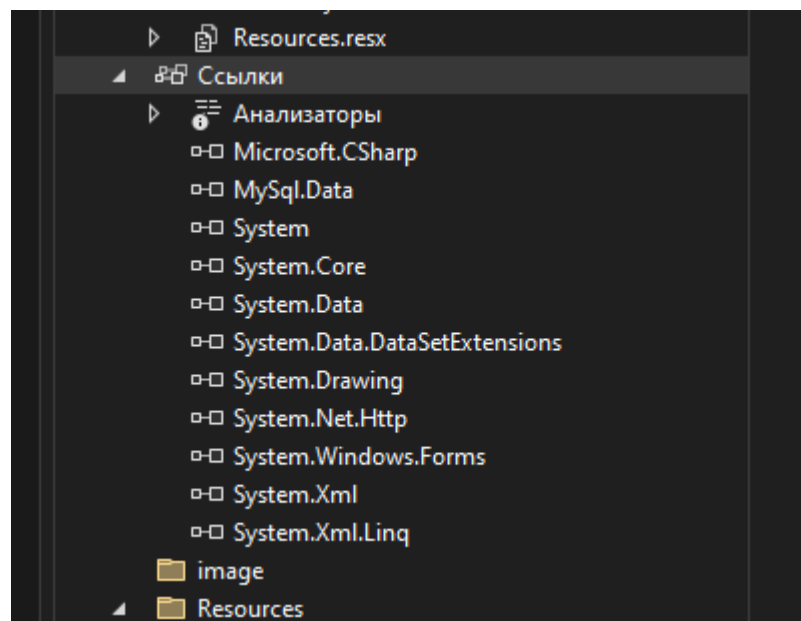 Resources.resx
Ссылки
Анализаторы
Microsoft.CSharp
MySql.Data
System
System.Core
System.Data
System.Data.DataSetExtensions
System.Drawing
System.Net.Http
System.Windows.Forms
System.Xml
System.Xml.Linq
image
Resources